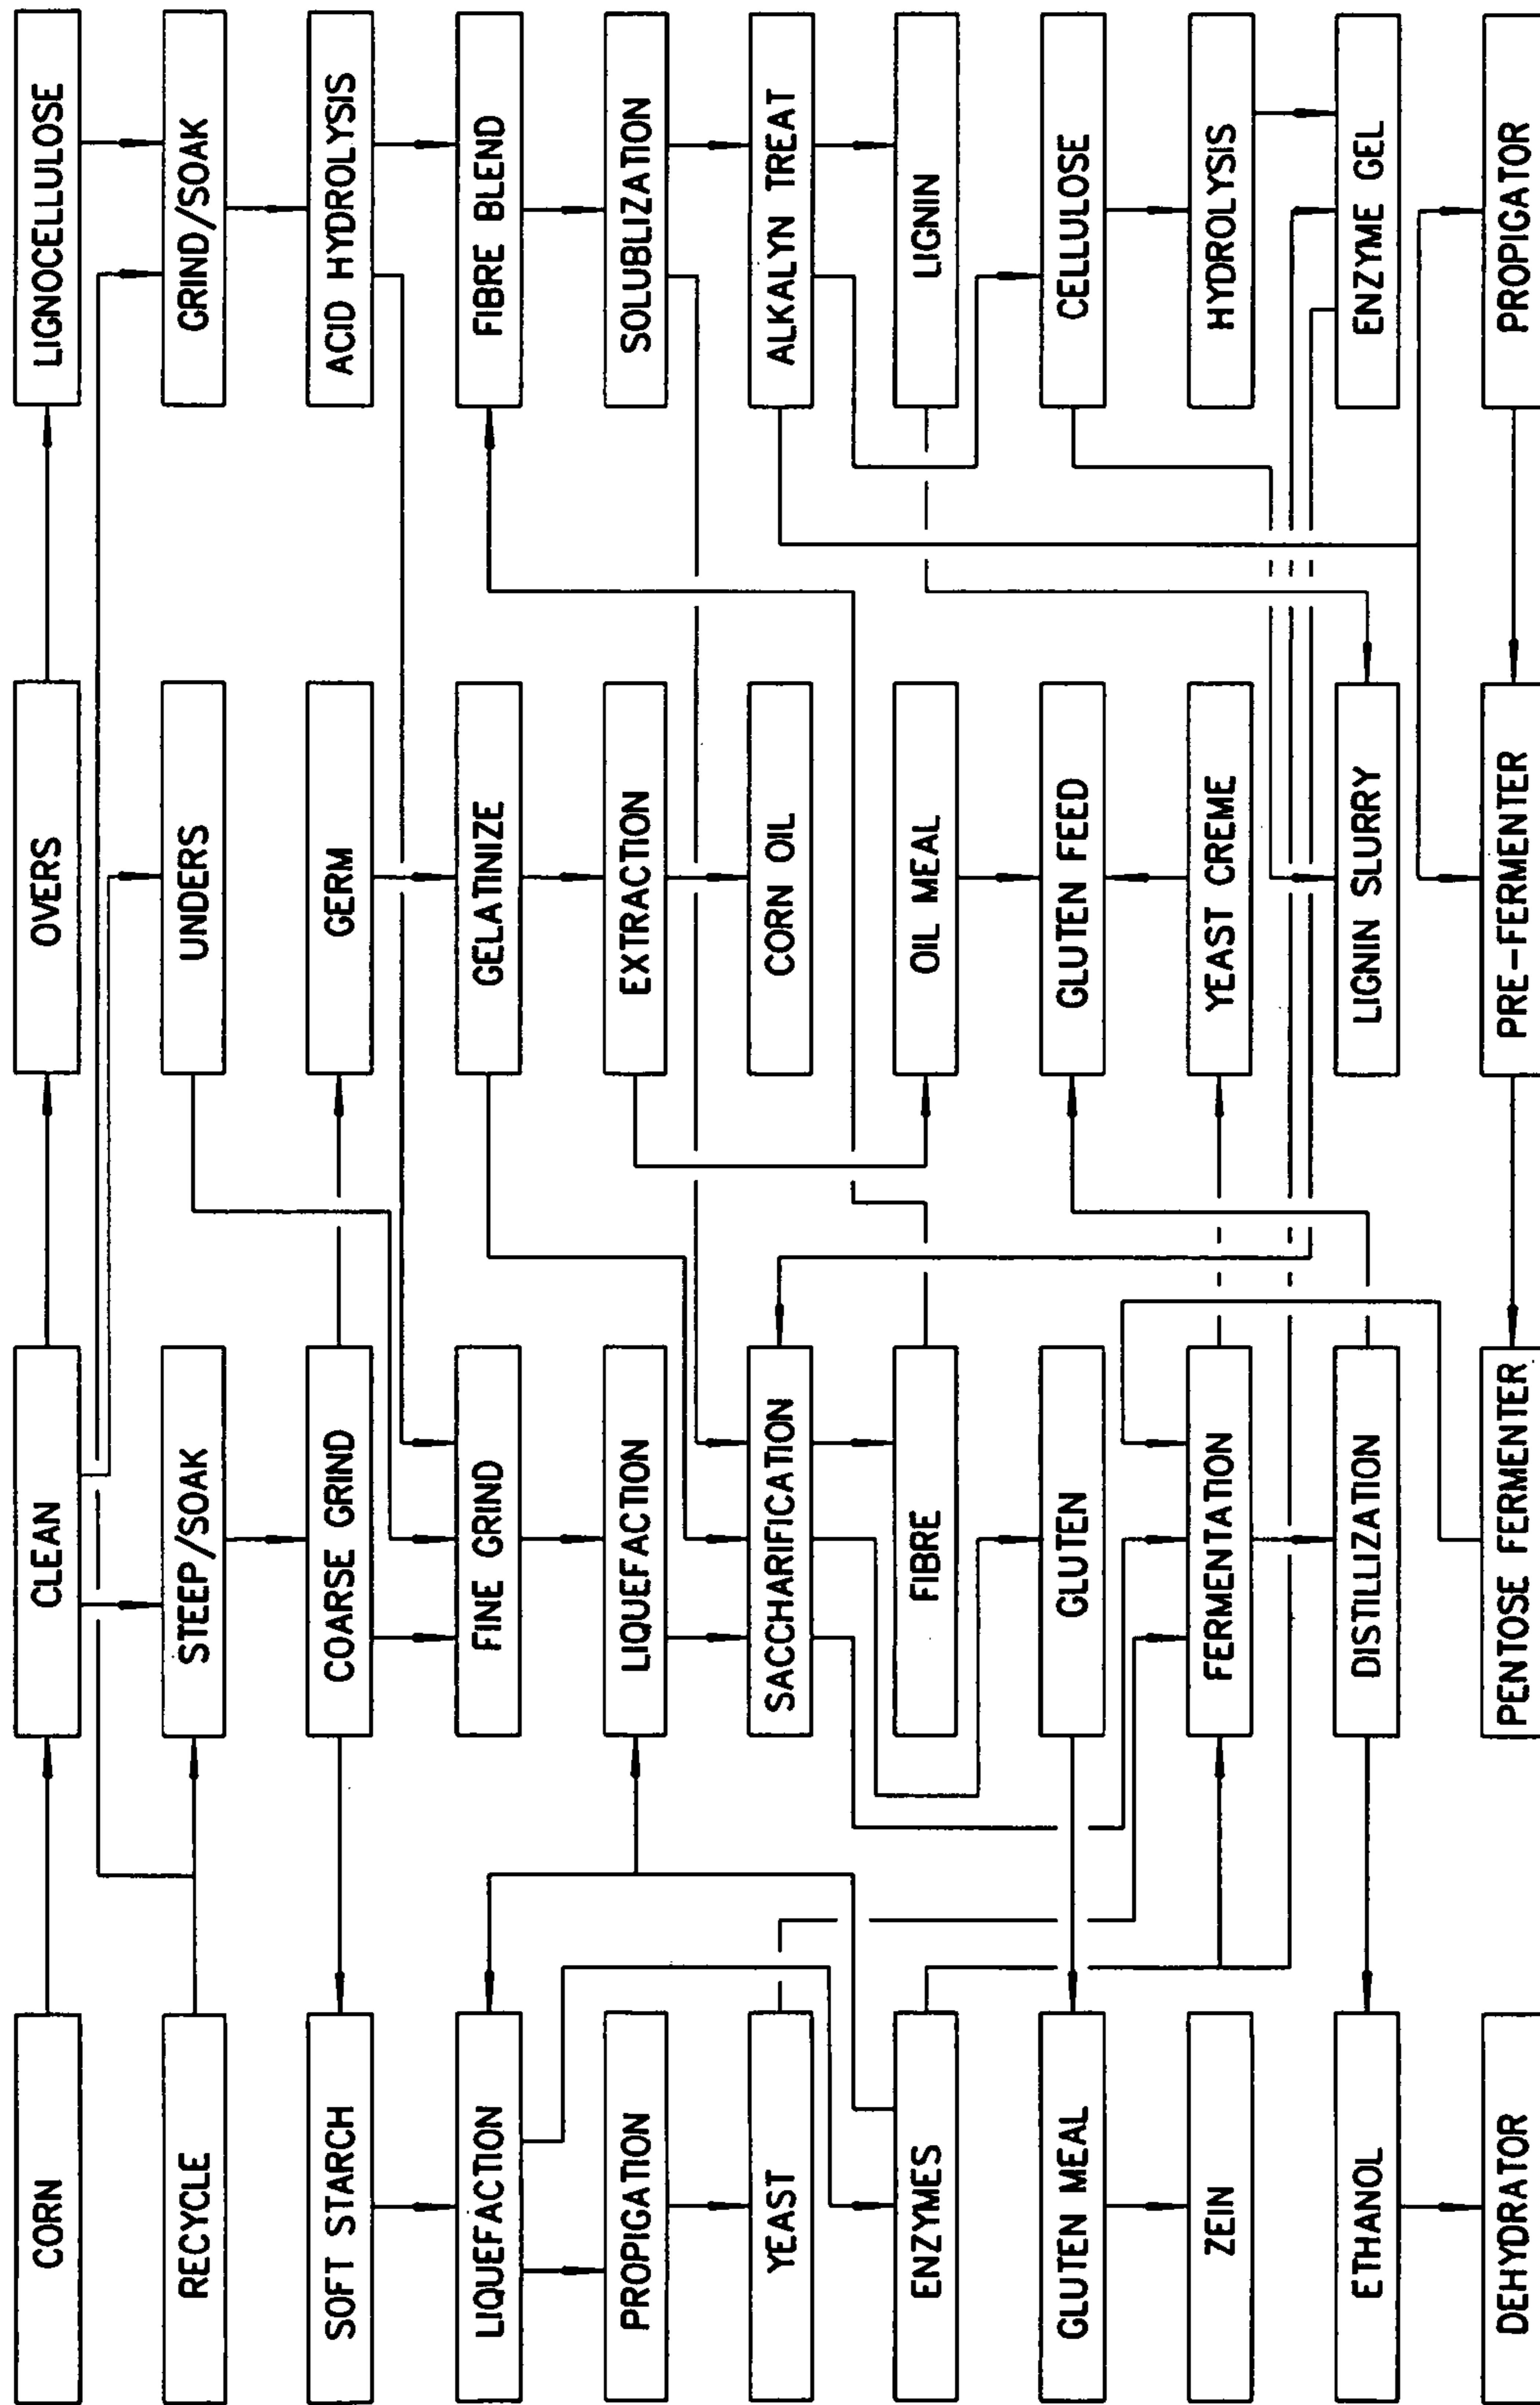 CORN
CLEAN
OVERS
LIGNOCELLULOSE
RECYCLE
STEEP/SOAK
UNDERS
GRIND/SOAK
SOFT STARCH
COARSE GRIND
GERM
ACID HYDROLYSIS
LIQUEFACTION
FINE GRIND
GELATINIZE
FIBRE BLEND
PROPIGATION
LIQUEFACTION
EXTRACTION
SOLUBLIZATION
YEAST
SACCHARIFICATION
CORN OIL
ALKALYN TREAT
ENZYMES
FIBRE
OIL MEAL
LIGNIN
GLUTEN MEAL
GLUTEN
GLUTEN FEED
CELLULOSE
ZEIN
FERMENTATION
YEAST CREME
HYDROLYSIS
ETHANOL
DISTILLIZATION
LIGNIN SLURRY
ENZYME GEL
DEHYDRATOR
PENTOSE FERMENTER
PRE-FERMENTER
PROPIGATOR